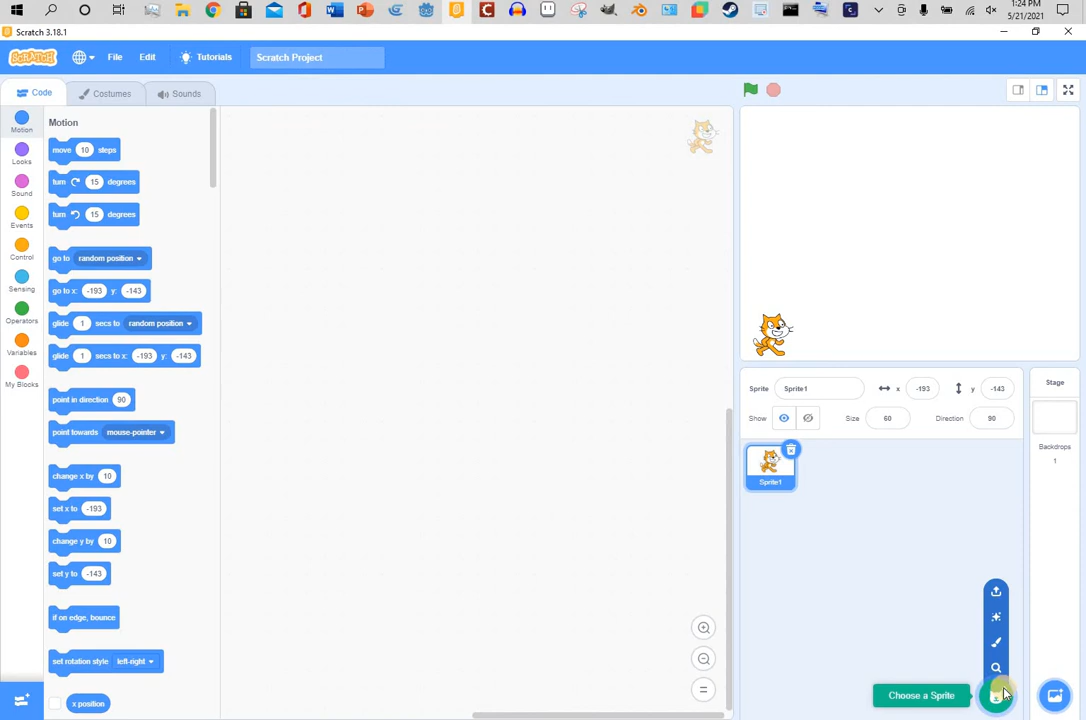 1:24 PM
5/21/2021
Scratch 3.18.1
SCRATCH
File
Edit
Tutorials
Scratch Project
Code
Costumes
Sounds
Motion
Looks
Sound
Events
Control
Sensing
Operators
Variables
My Blocks
Motion
move 10 steps
turn 15 degrees
turn 15 degrees
go to random position
go to x: -193 y: -143
glide 1 secs to random position
glide 1 secs to x: -193 y: -143
point in direction 90
point towards mouse-pointer
change x by 10
set x to -193
change y by 10
set y to -143
if on edge, bounce
set rotation style left-right
x position
Sprite Sprite1 x -193 y -143
Show Size 60 Direction 90
Sprite1
Stage
Backdrops
1
Choose a Sprite